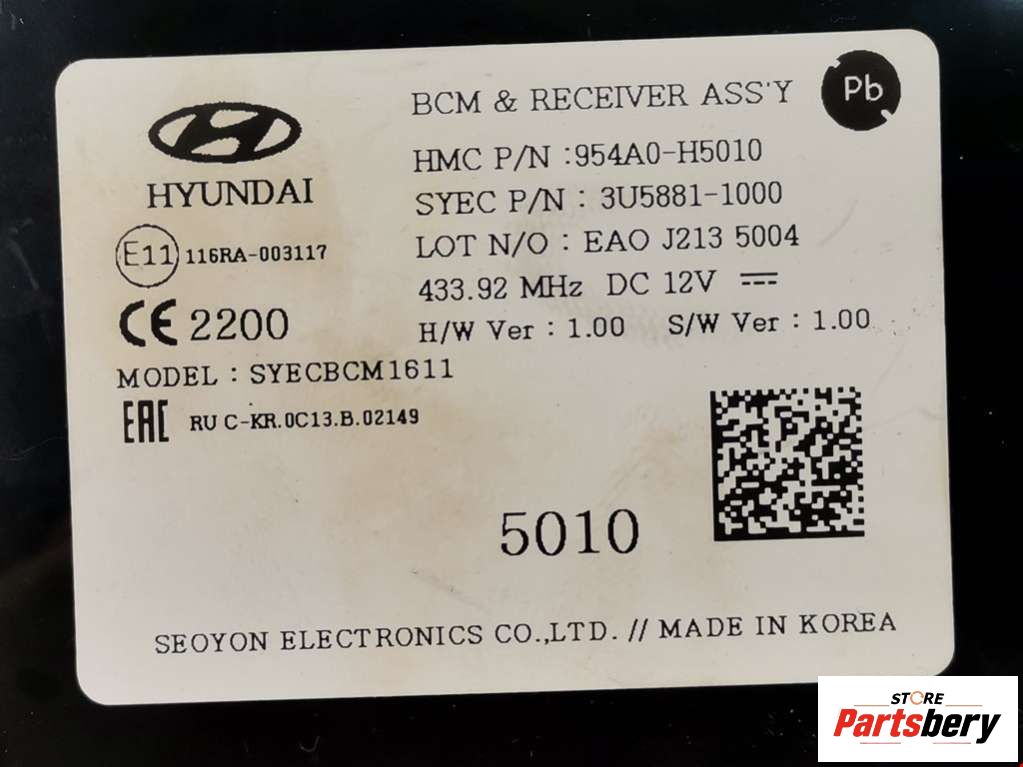 BCM & RECEIVER ASS'Y
Pb
HYUNDAI
HMC P/N :954A0-H5010
SYEC P/N : 3U5881-1000
LOT N/O : EAO J213 5004
E11 116RA-003117
433.92 MHz DC 12V
CE 2200
H/W Ver : 1.00 S/W Ver : 1.00
MODEL : SYECBCM1611
EAC RU C-KR.0C13.B.02149
5010
SEOYON ELECTRONICS CO.,LTD. // MADE IN KOREA
STORE
Partsbery